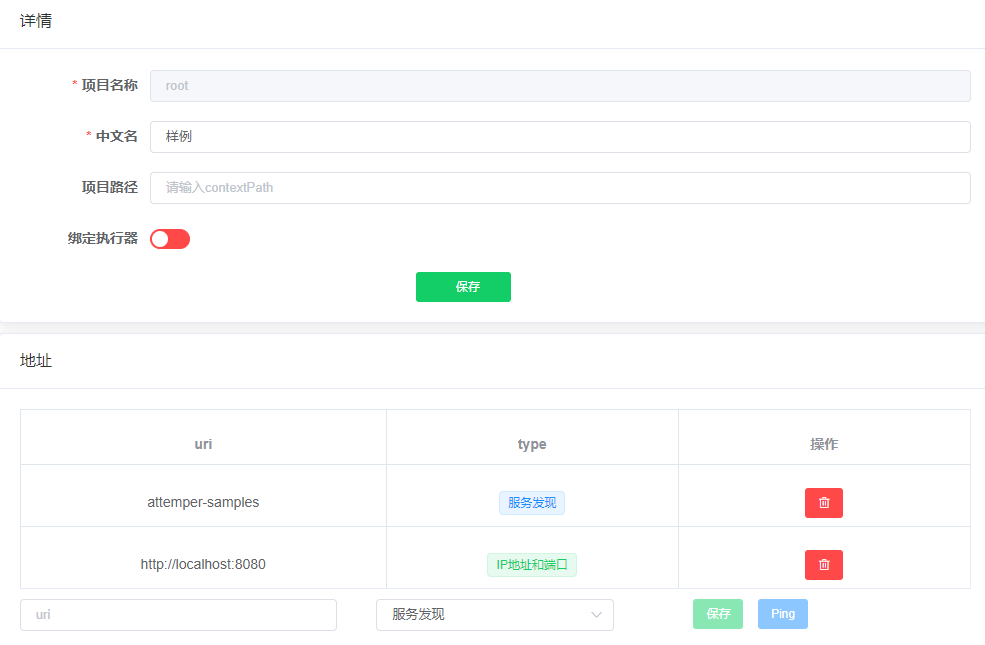 详情
* 项目名称 root
* 中文名 样例
项目路径 请输入contextPath
绑定执行器
保存
地址
uri type 操作
attemper-samples 服务发现
http://localhost:8080 IP地址和端口
uri 服务发现 保存 Ping